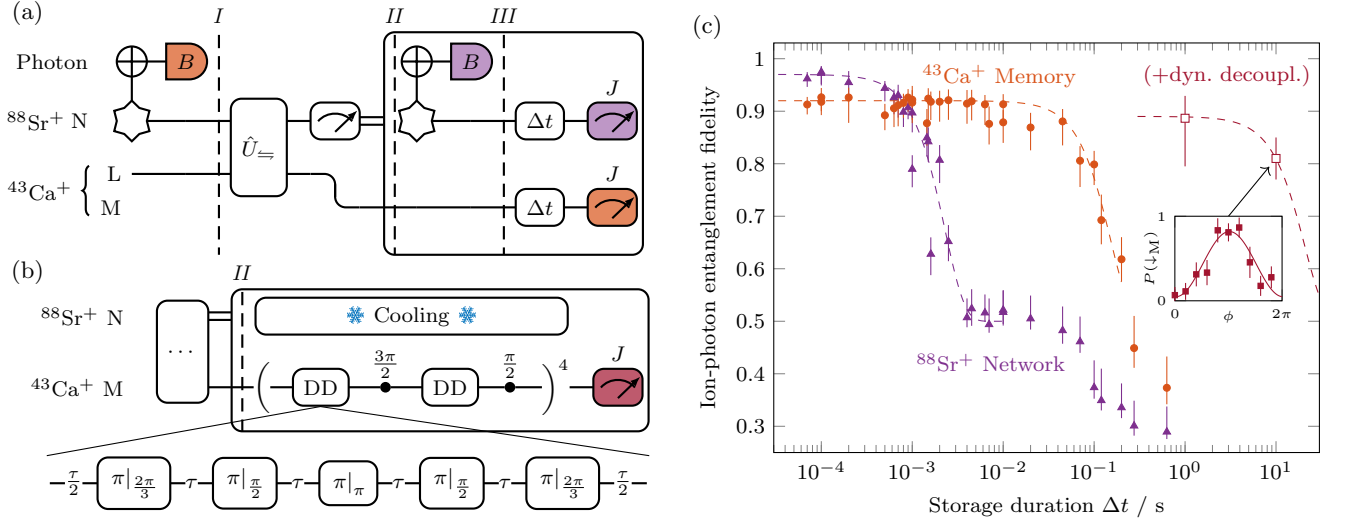 (a)
I II III
Photon B B
⁸⁸Sr⁺ N Δt J
Û⇋
⁴³Ca⁺ { L
M Δt J
(b)
II
⁸⁸Sr⁺ N ❄ Cooling ❄
...
⁴³Ca⁺ M ( DD 3π/2 DD π/2 )⁴ J
τ/2 π|2π/3 τ π|π/2 τ π|π τ π|π/2 τ π|2π/3 τ/2
(c)
Ion-photon entanglement fidelity
1
0.9
0.8
0.7
0.6
0.5
0.4
0.3
⁴³Ca⁺ Memory
(+dyn. decoupl.)
⁸⁸Sr⁺ Network
P(↓M)
1
0
0 ϕ 2π
10⁻⁴ 10⁻³ 10⁻² 10⁻¹ 10⁰ 10¹
Storage duration Δt / s